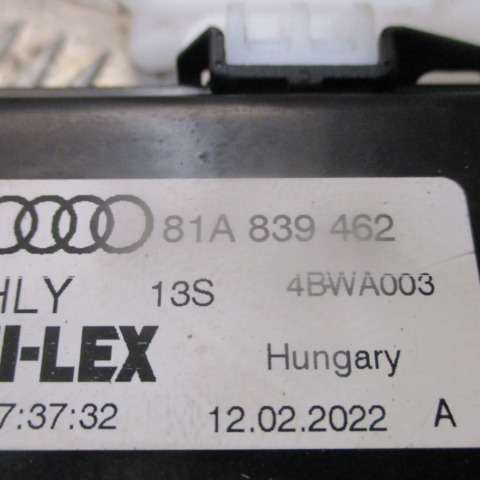 81A 839 462
HLY 13S 4BWA003
I-LEX Hungary
7:37:32 12.02.2022 A